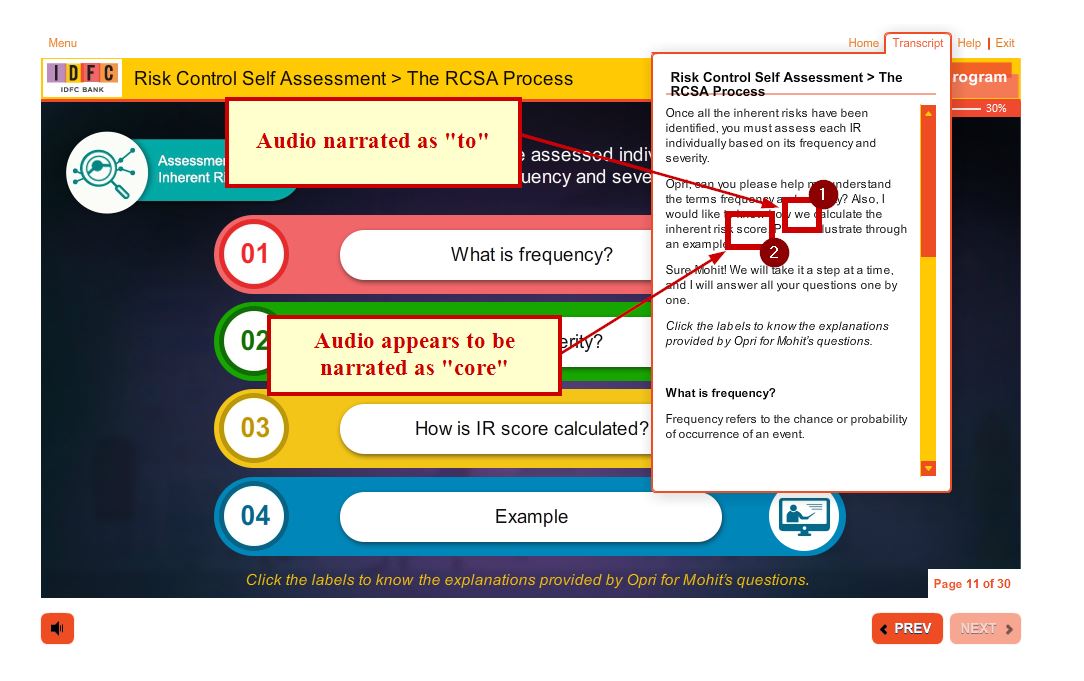 Menu
Home Transcript Help | Exit
IDFC
IDFC BANK
Risk Control Self Assessment > The RCSA Process
rogram
30%
Audio narrated as "to"
Assessmen
Inherent Ri
e assessed indiv
uency and seve
01
What is frequency?
02
erity?
Audio appears to be
narrated as "core"
03
How is IR score calculated?
04
Example
Click the labels to know the explanations provided by Opri for Mohit's questions.
Risk Control Self Assessment > The
RCSA Process
Once all the inherent risks have been
identified, you must assess each IR
individually based on its frequency and
severity.
Opri, can you please help understand
the terms frequency y? Also, I
would like to know how we calculate the
inherent risk score. lustrate through
an example
Sure Mohit! We will take it a step at a time,
and I will answer all your questions one by
one.
Click the labels to know the explanations
provided by Opri for Mohit's questions.
What is frequency?
Frequency refers to the chance or probability
of occurrence of an event.
1
2
Page 11 of 30
PREV
NEXT